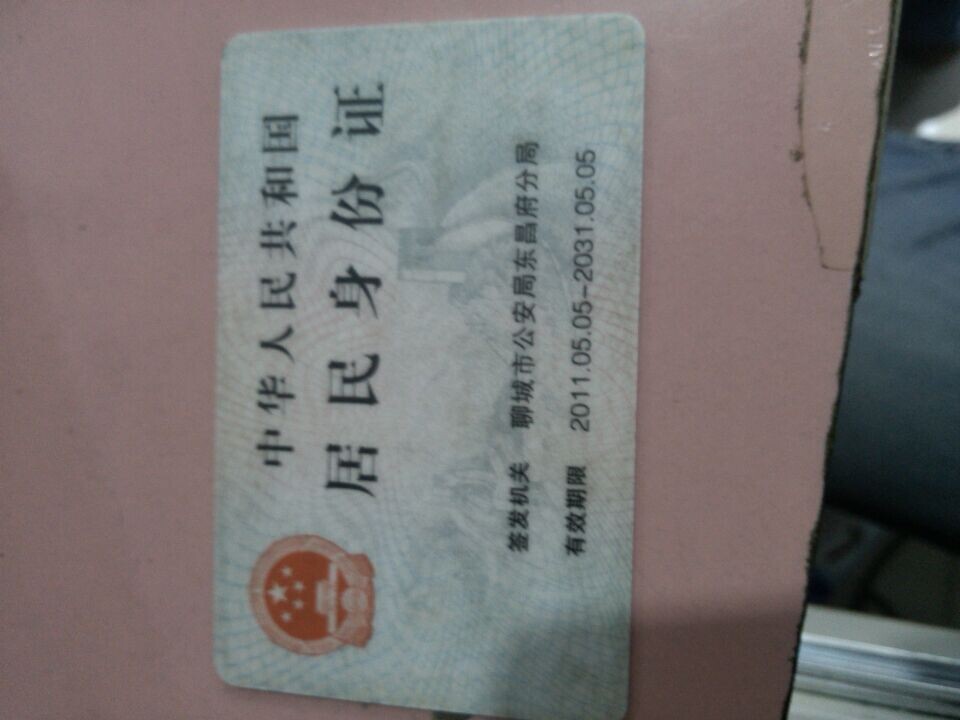 中华人民共和国
居民身份证
签发机关 聊城市公安局东昌府分局
有效期限 2011.05.05-2031.05.05